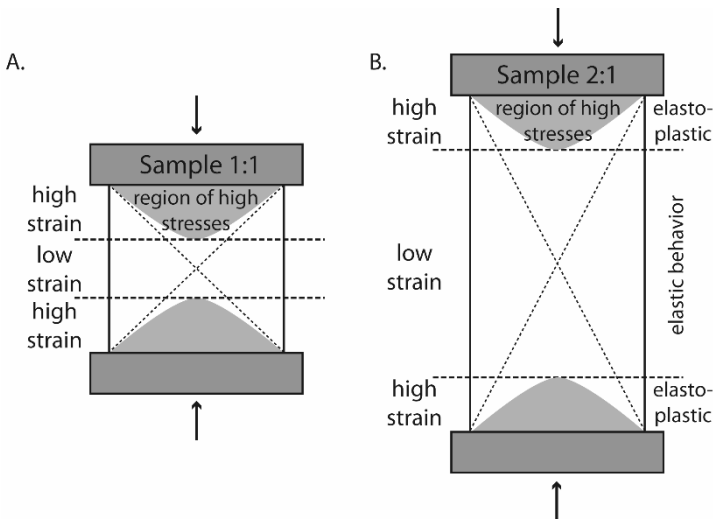 A.
Sample 1:1
high
strain
region of high
stresses
low
strain
high
strain
B.
Sample 2:1
high
strain
region of high
stresses
elasto-
plastic
low
strain
elastic behavior
high
strain
elasto-
plastic